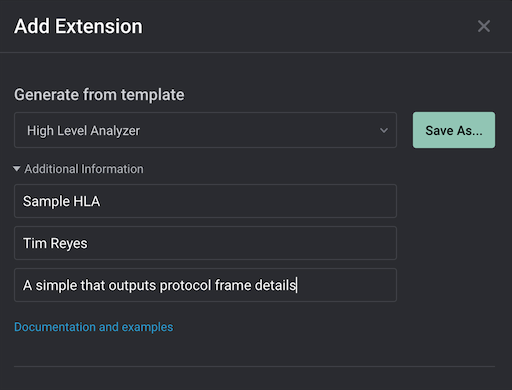 Add Extension
Generate from template
High Level Analyzer
Save As...
Additional Information
Sample HLA
Tim Reyes
A simple that outputs protocol frame details
Documentation and examples